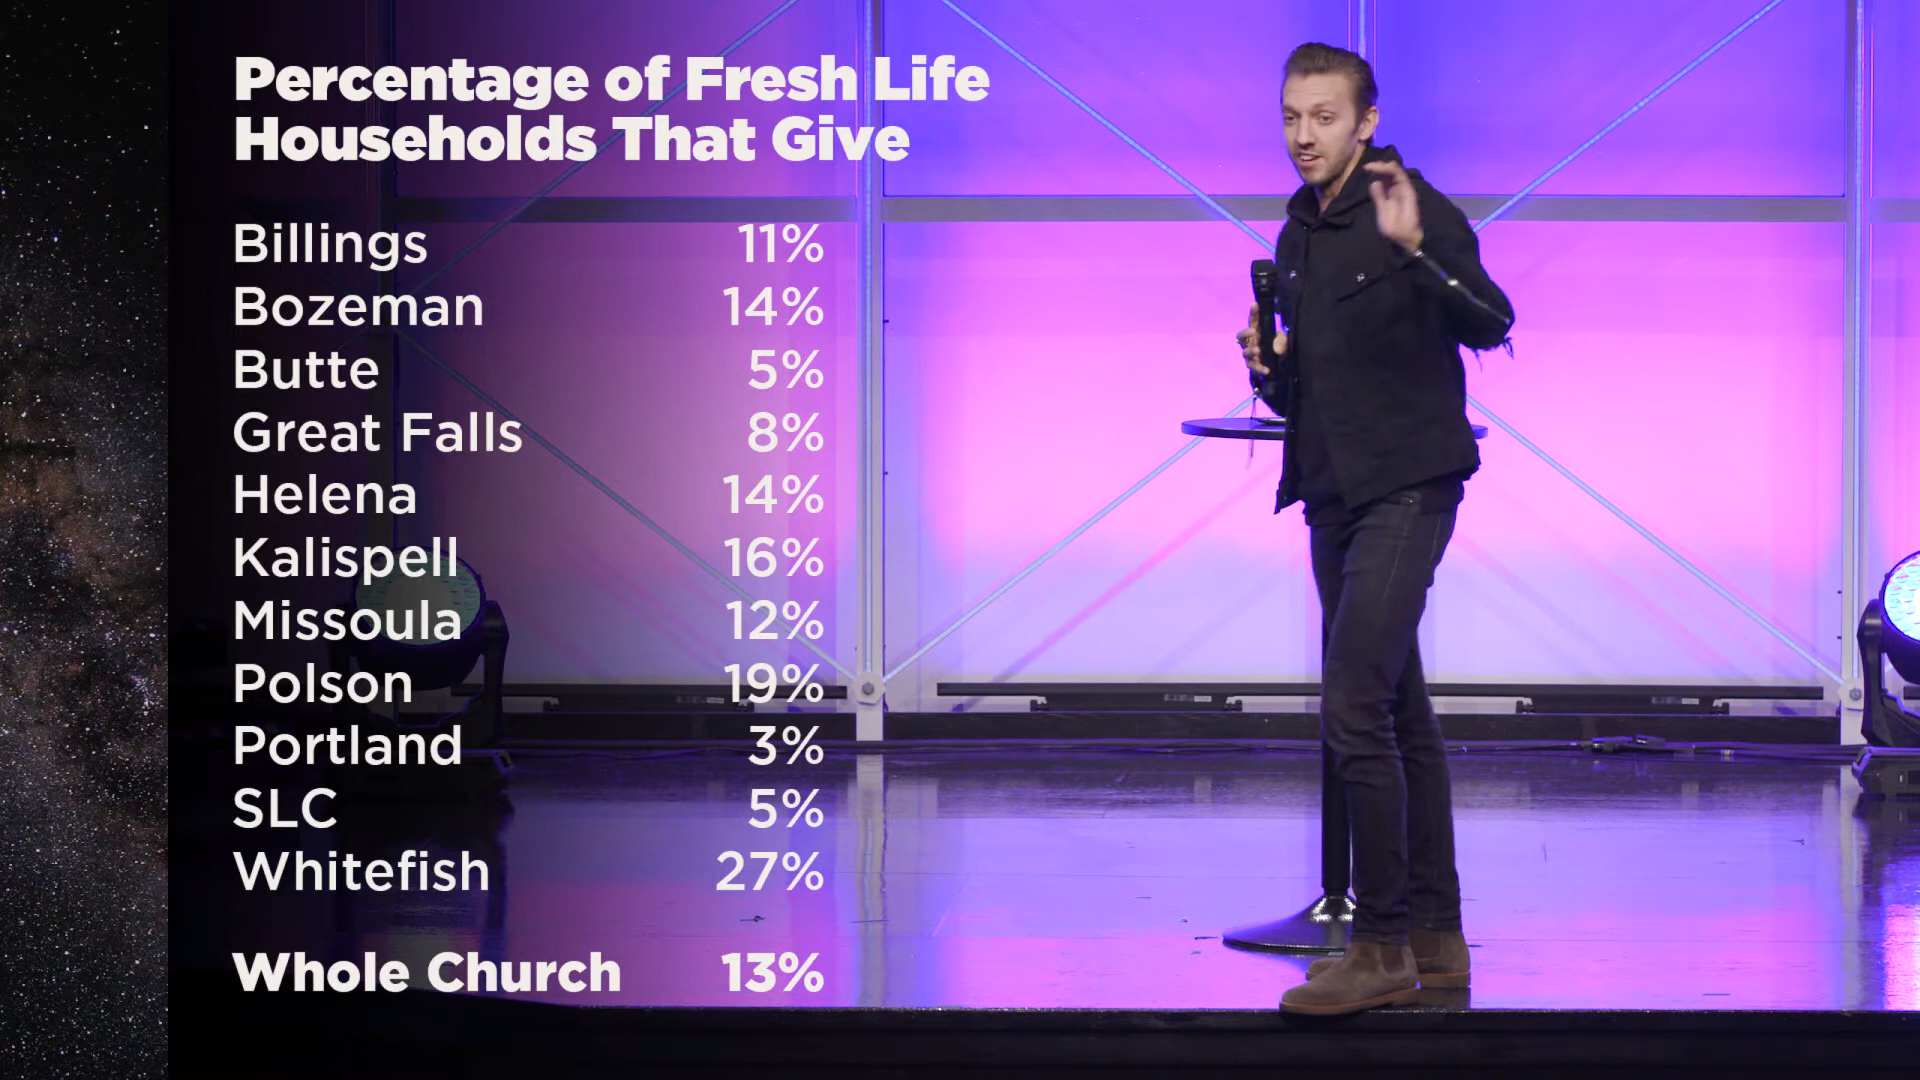 Percentage of Fresh Life
Households That Give
Billings 11%
Bozeman 14%
Butte 5%
Great Falls 8%
Helena 14%
Kalispell 16%
Missoula 12%
Polson 19%
Portland 3%
SLC 5%
Whitefish 27%
Whole Church 13%